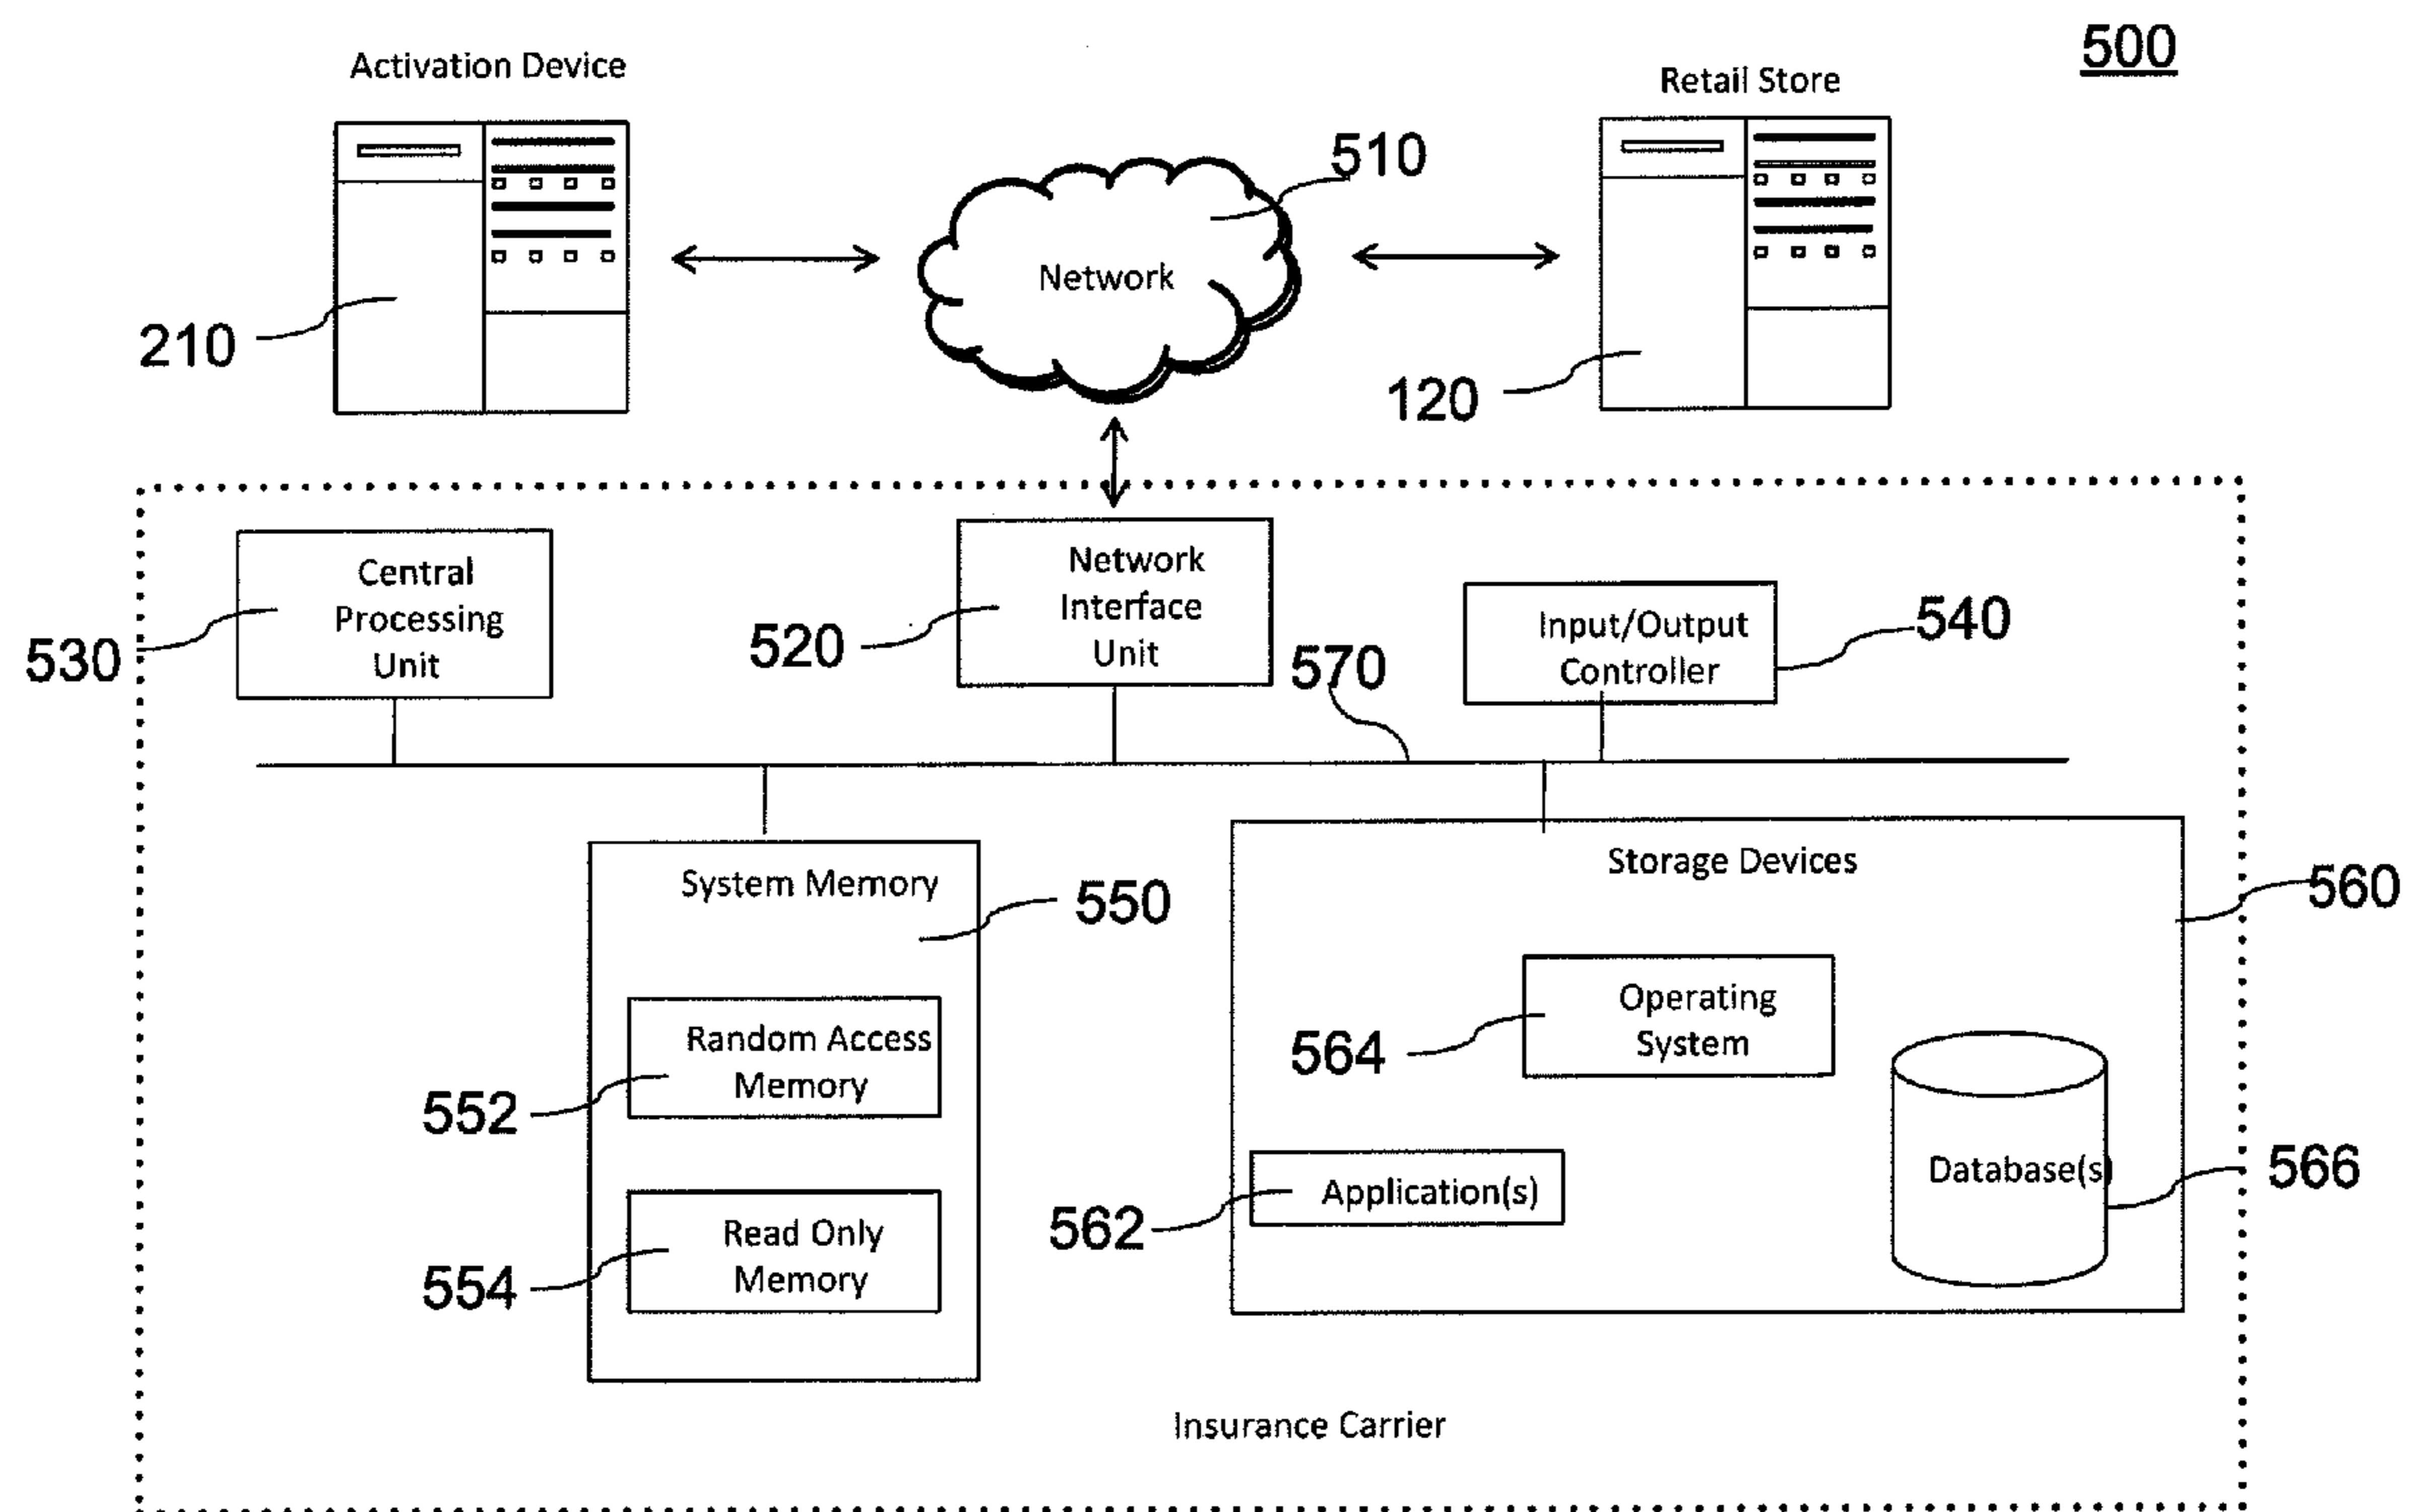 500
Activation Device
Retail Store
510
Network
210
120
Central
Processing
Unit
530
Network
Interface
Unit
520
570
Input/Output
Controller
540
System Memory
550
Storage Devices
560
Random Access
Memory
552
Operating
System
564
Read Only
Memory
554
Application(s)
562
Database(s)
566
Insurance Carrier